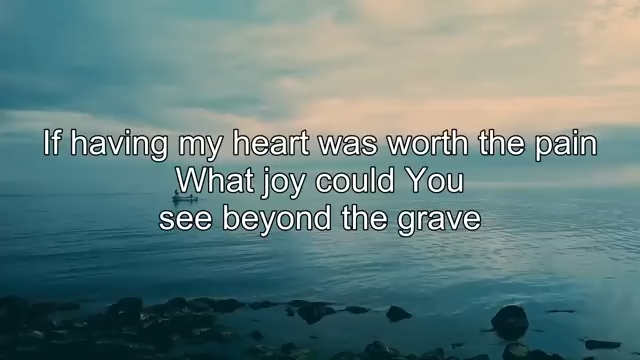 If having my heart was worth the pain
What joy could You
see beyond the grave